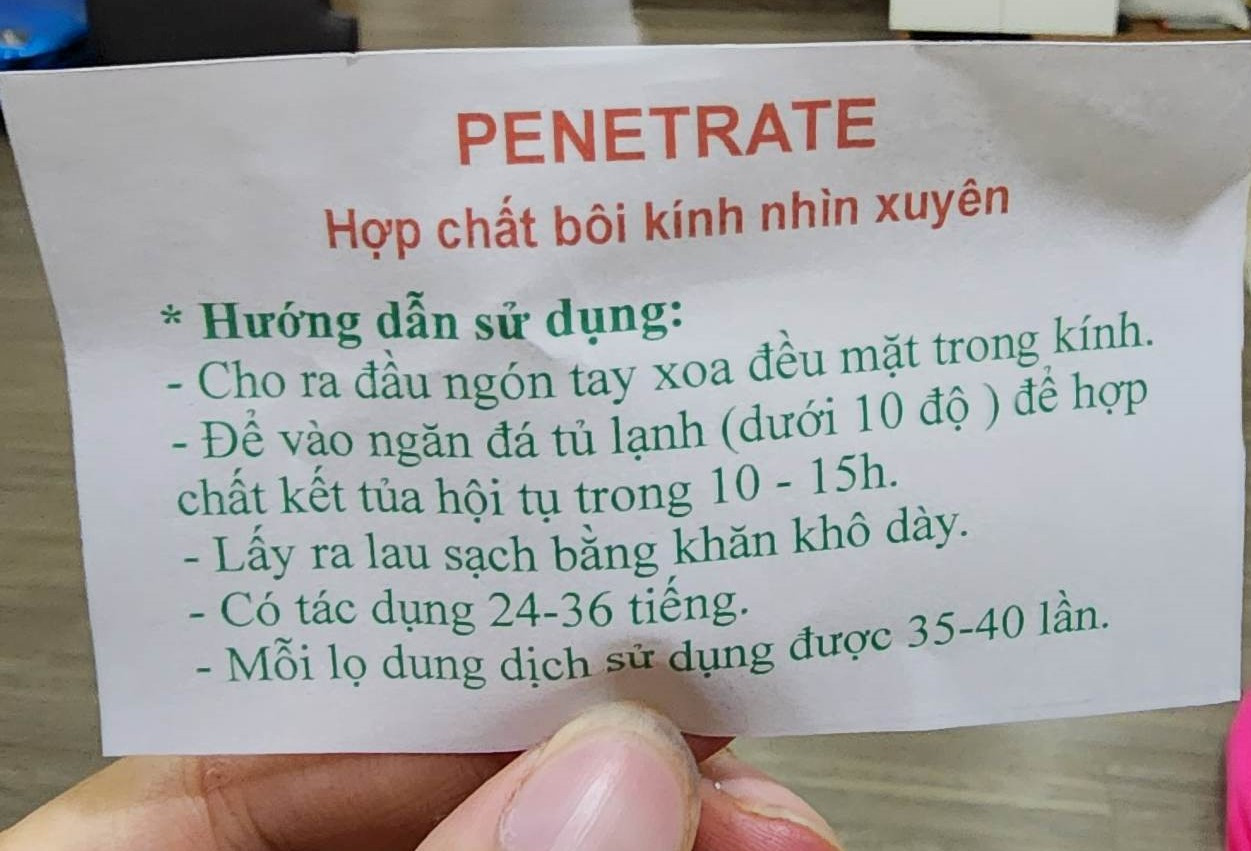 PENETRATE
Hợp chất bôi kính nhìn xuyên
* Hướng dẫn sử dụng:
- Cho ra đầu ngón tay xoa đều mặt trong kính.
- Để vào ngăn đá tủ lạnh (dưới 10 độ ) để hợp
chất kết tủa hội tụ trong 10 - 15h.
- Lấy ra lau sạch bằng khăn khô dày.
- Có tác dụng 24-36 tiếng.
- Mỗi lọ dung dịch sử dụng được 35-40 lần.